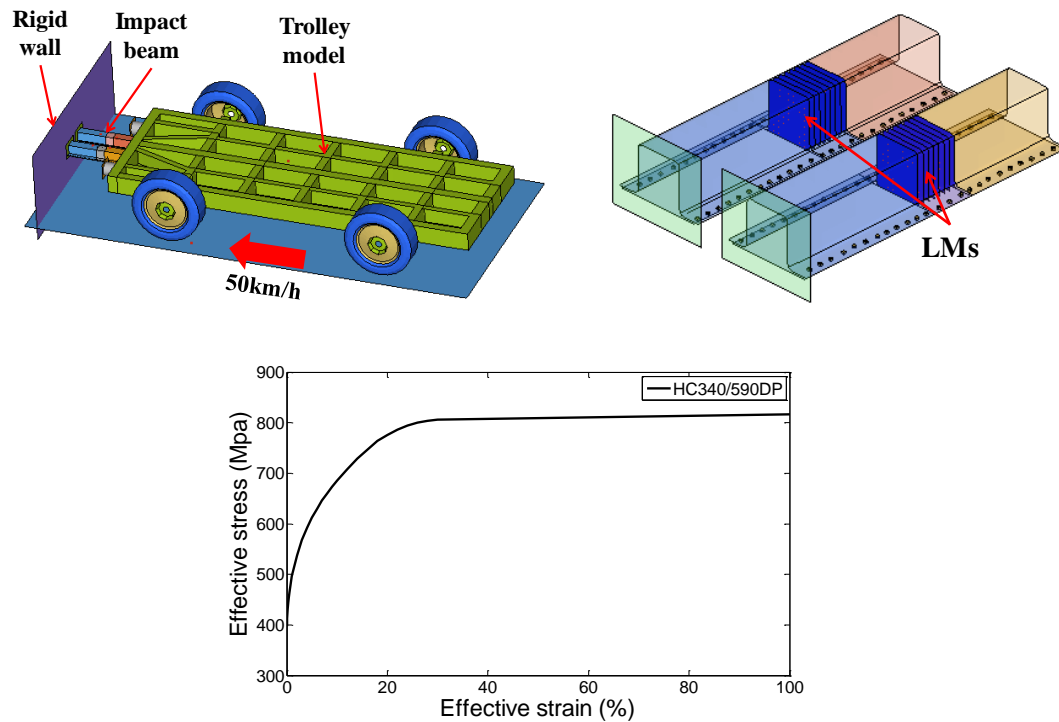 Rigid
wall
Impact
beam
Trolley
model
50km/h
LMs
900
800
700
600
500
400
300
0
20
40
60
80
100
Effective stress (Mpa)
Effective strain (%)
HC340/590DP